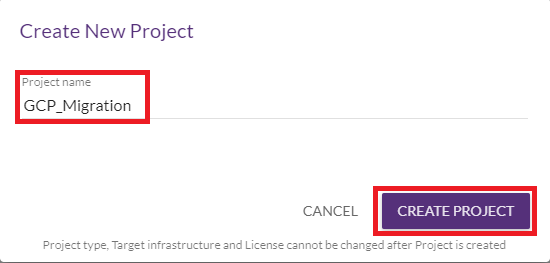 Create New Project
Project name
GCP_Migration
CANCEL
CREATE PROJECT
Project type, Target infrastructure and License cannot be changed after Project is created